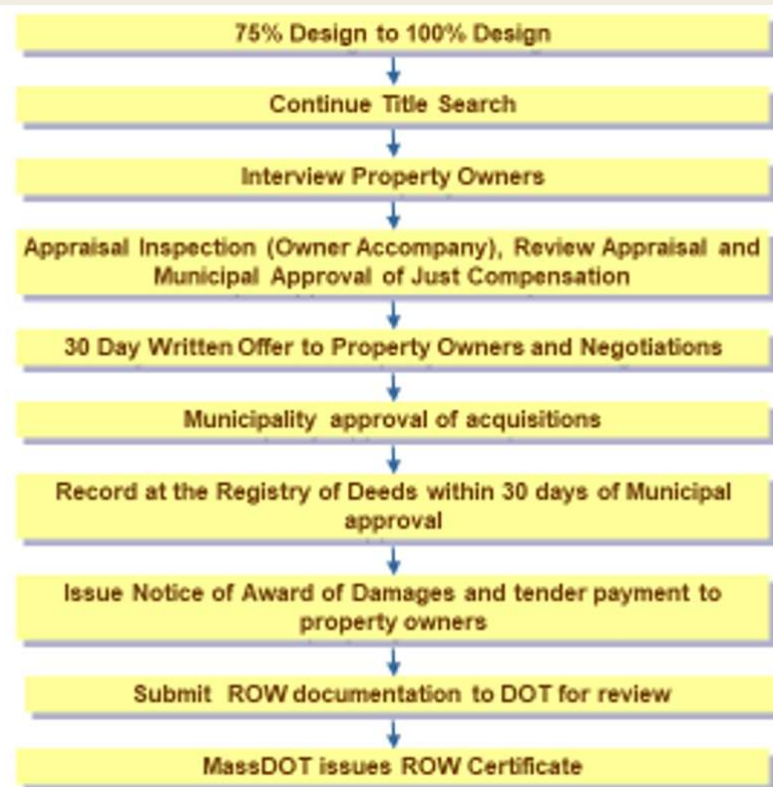 75% Design to 100% Design
Continue Title Search
Interview Property Owners
Appraisal Inspection (Owner Accompany), Review Appraisal and
Municipal Approval of Just Compensation
30 Day Written Offer to Property Owners and Negotiations
Municipality approval of acquisitions
Record at the Registry of Deeds within 30 days of Municipal
approval
Issue Notice of Award of Damages and tender payment to
property owners
Submit ROW documentation to DOT for review
MassDOT issues ROW Certificate